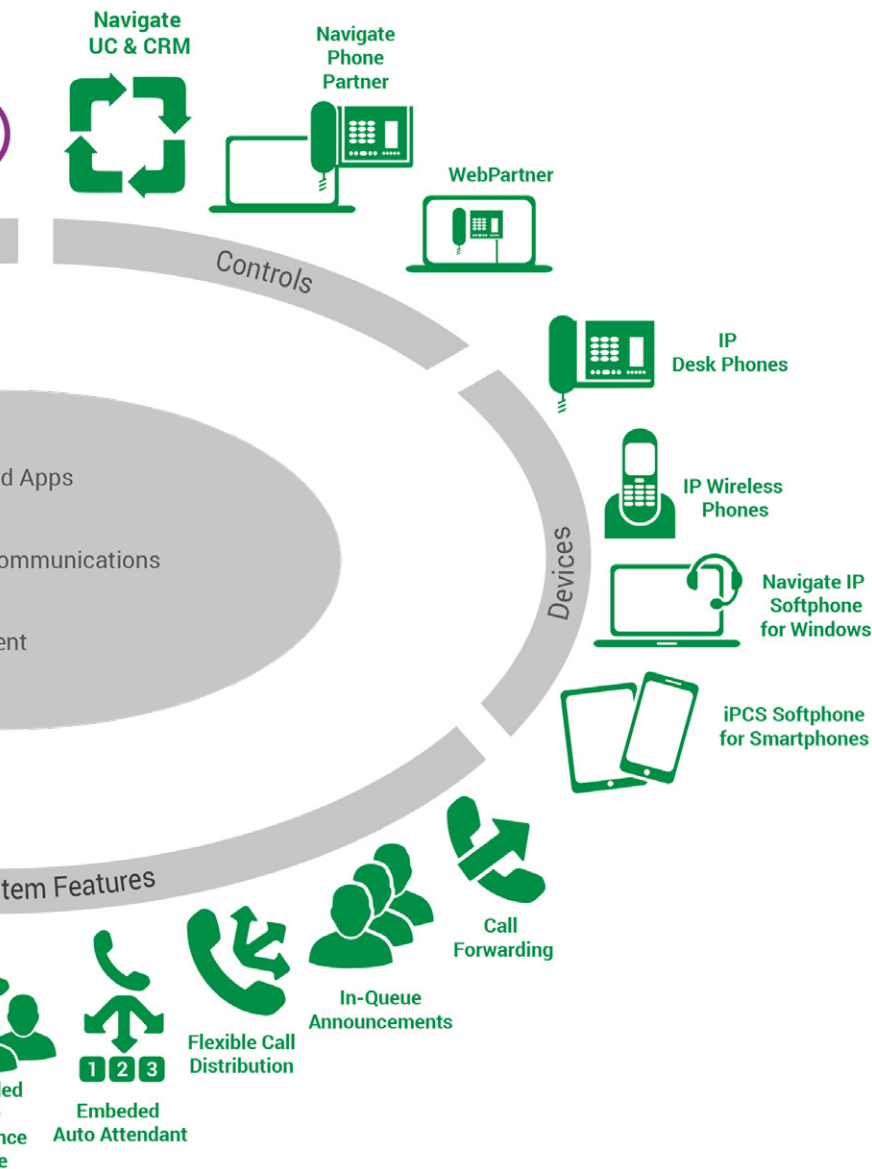 Navigate
UC & CRM
Navigate
Phone
Partner
WebPartner
Controls
IP
Desk Phones
IP Wireless
Phones
Devices
Navigate IP
Softphone
for Windows
iPCS Softphone
for Smartphones
d Apps
ommunications
ent
tem Features
Call
Forwarding
In-Queue
Announcements
Flexible Call
Distribution
1 2 3
Embeded
Auto Attendant
ded
nce
e